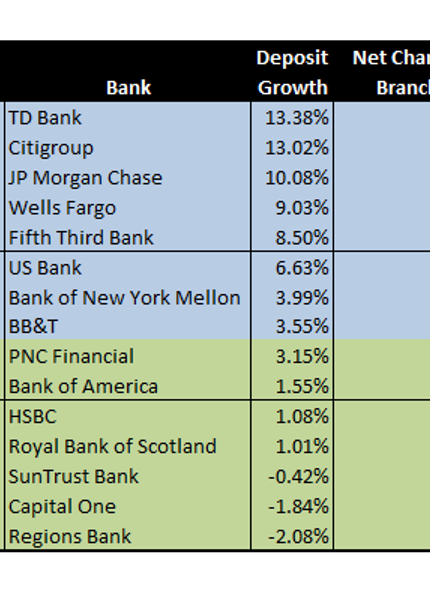 Deposit Net Char
Bank Growth Branch
TD Bank 13.38%
Citigroup 13.02%
JP Morgan Chase 10.08%
Wells Fargo 9.03%
Fifth Third Bank 8.50%
US Bank 6.63%
Bank of New York Mellon 3.99%
BB&T 3.55%
PNC Financial 3.15%
Bank of America 1.55%
HSBC 1.08%
Royal Bank of Scotland 1.01%
SunTrust Bank -0.42%
Capital One -1.84%
Regions Bank -2.08%